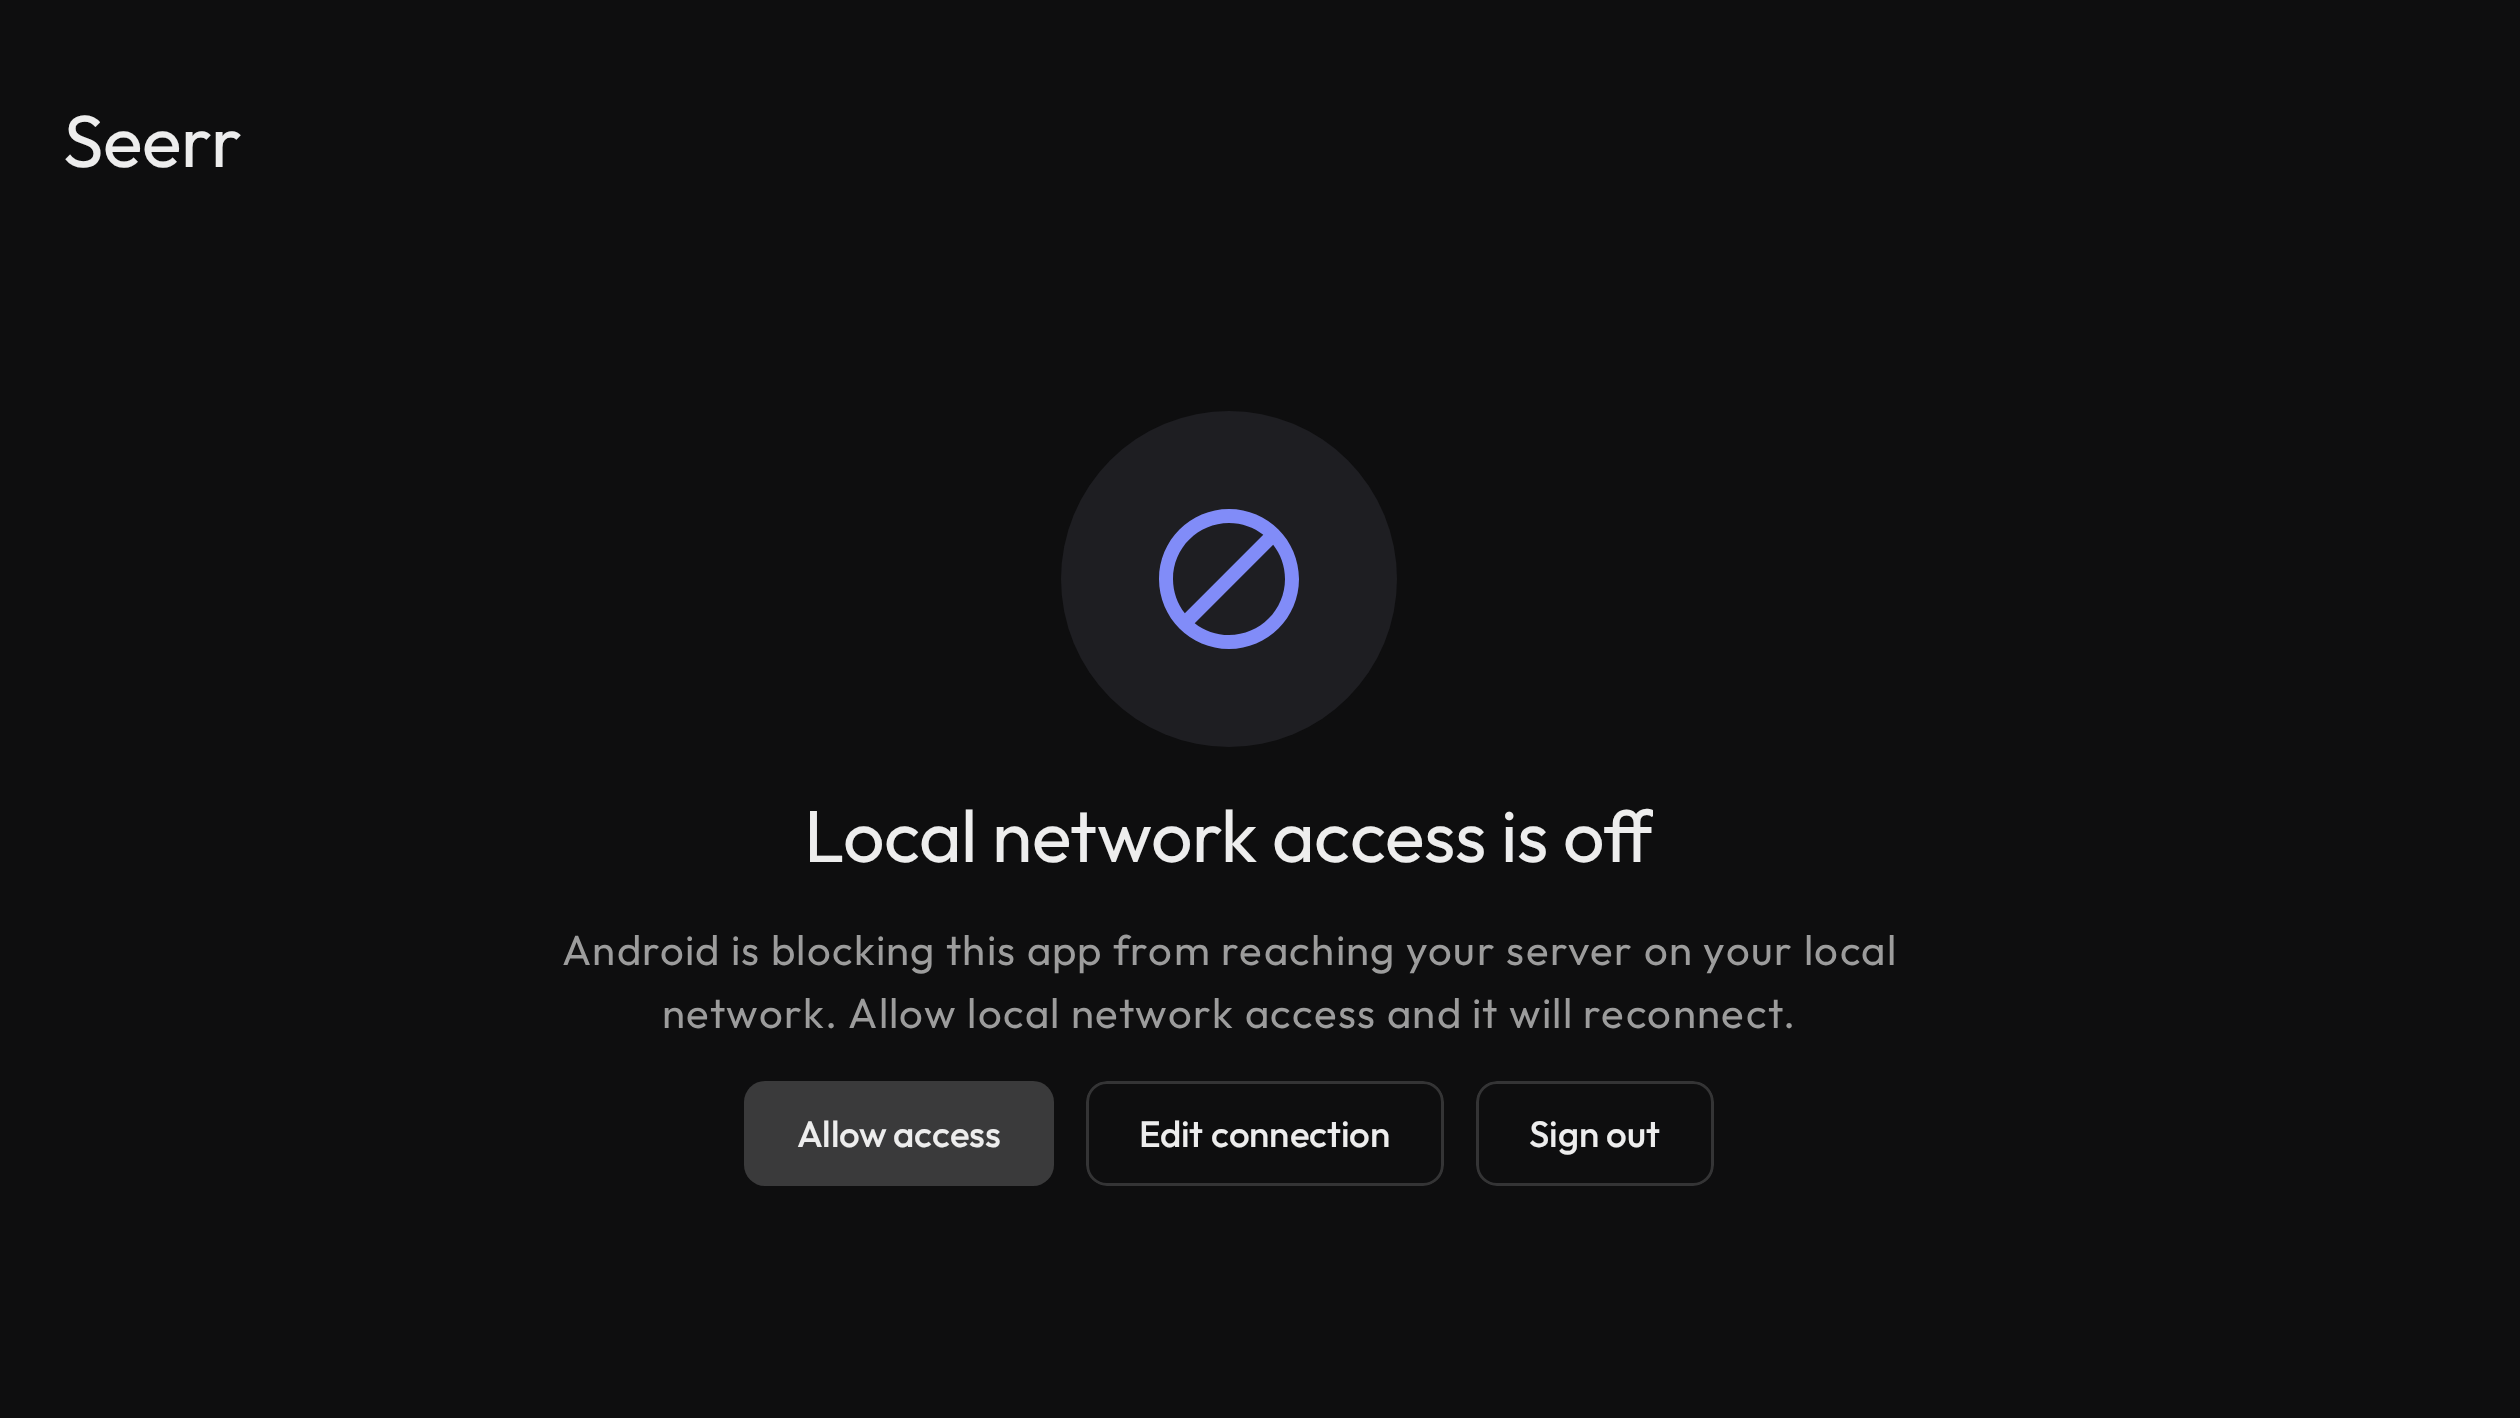 Seerr
Local network access is off
Android is blocking this app from reaching your server on your local
network. Allow local network access and it will reconnect.
Allow access
Edit connection
Sign out